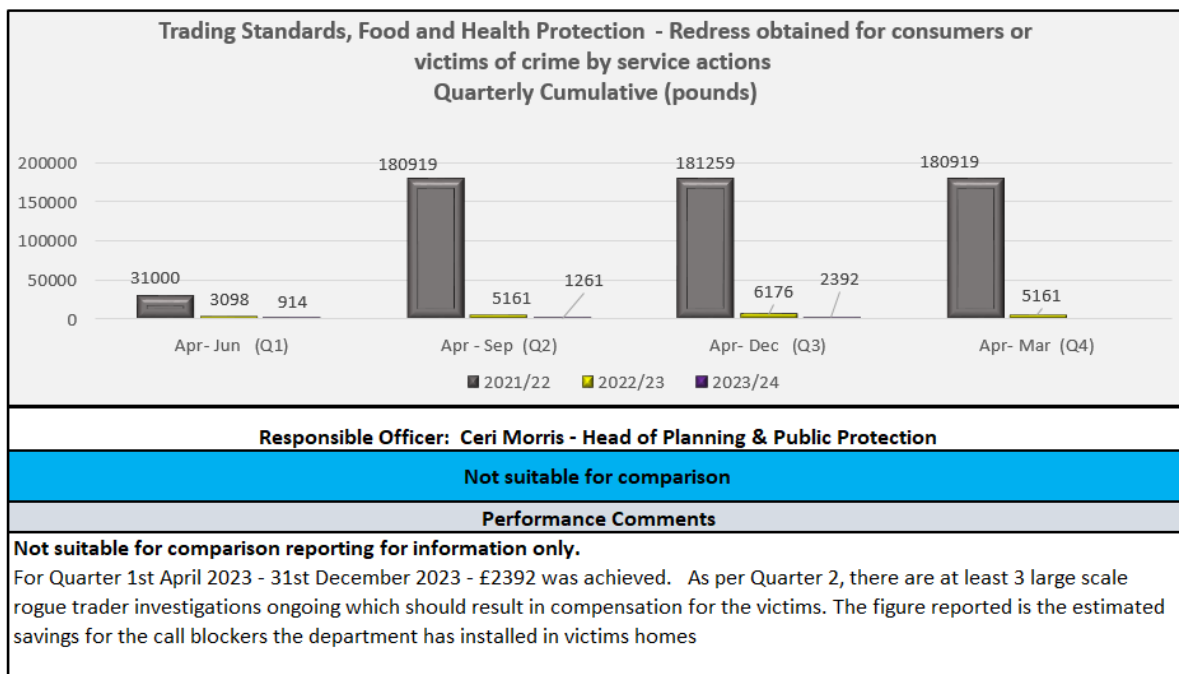 Trading Standards, Food and Health Protection - Redress obtained for consumers or
victims of crime by service actions
Quarterly Cumulative (pounds)
200000
150000
100000
50000
0
31000
3098
914
180919
5161
1261
181259
6176
2392
180919
5161
Apr- Jun (Q1)
Apr - Sep (Q2)
Apr- Dec (Q3)
Apr- Mar (Q4)
2021/22
2022/23
2023/24
Responsible Officer: Ceri Morris - Head of Planning & Public Protection
Not suitable for comparison
Performance Comments
Not suitable for comparison reporting for information only.
For Quarter 1st April 2023 - 31st December 2023 - £2392 was achieved. As per Quarter 2, there are at least 3 large scale
rogue trader investigations ongoing which should result in compensation for the victims. The figure reported is the estimated
savings for the call blockers the department has installed in victims homes